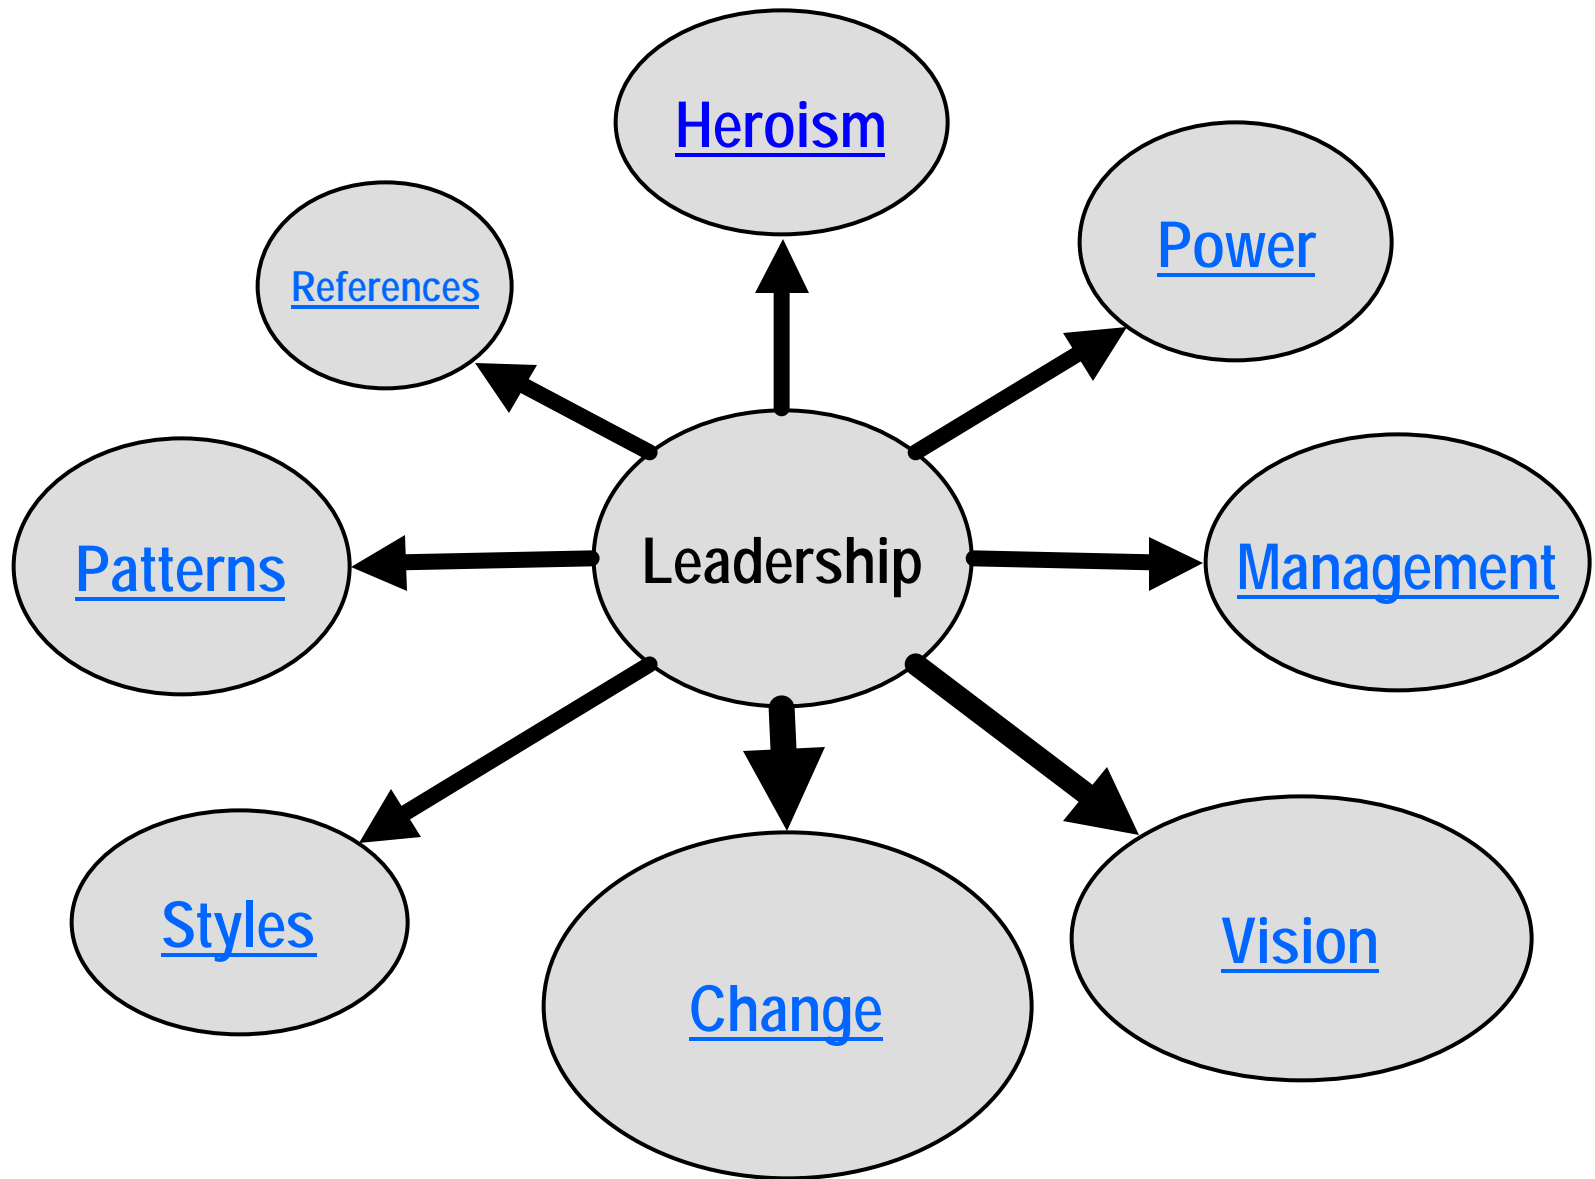 Heroism
Power
References
Leadership
Patterns
Management
Styles
Vision
Change